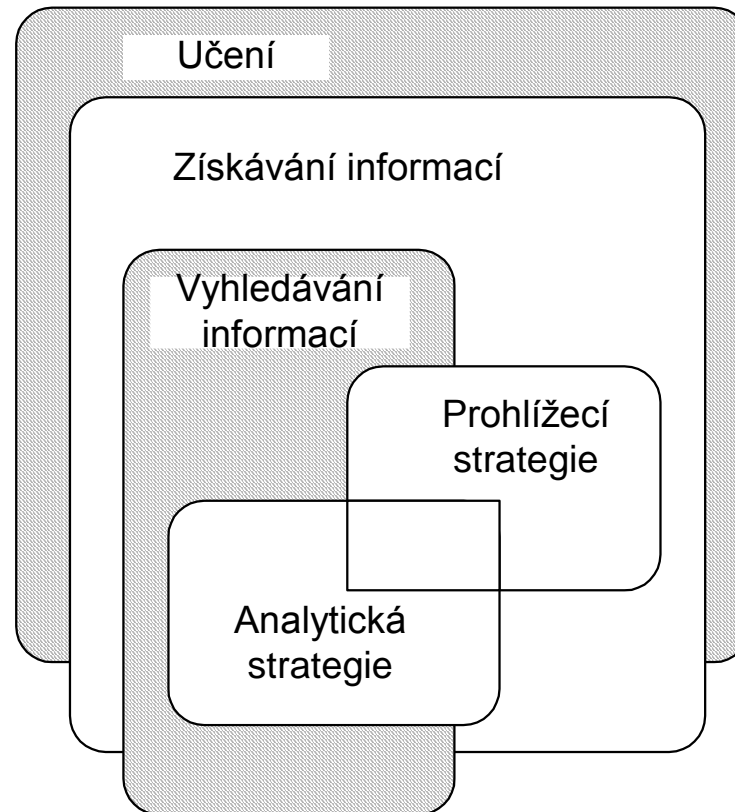 Učení
Získávání informací
Vyhledávání
informací
Prohlížecí
strategie
Analytická
strategie